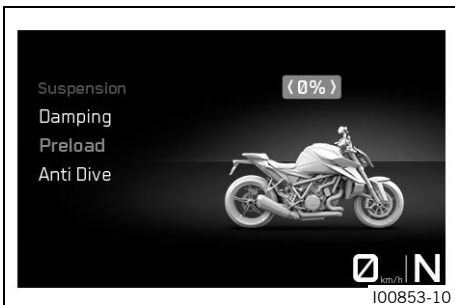 Suspension
⟨0%⟩
Damping
Preload
Anti Dive
0 km/h N
I00853-10